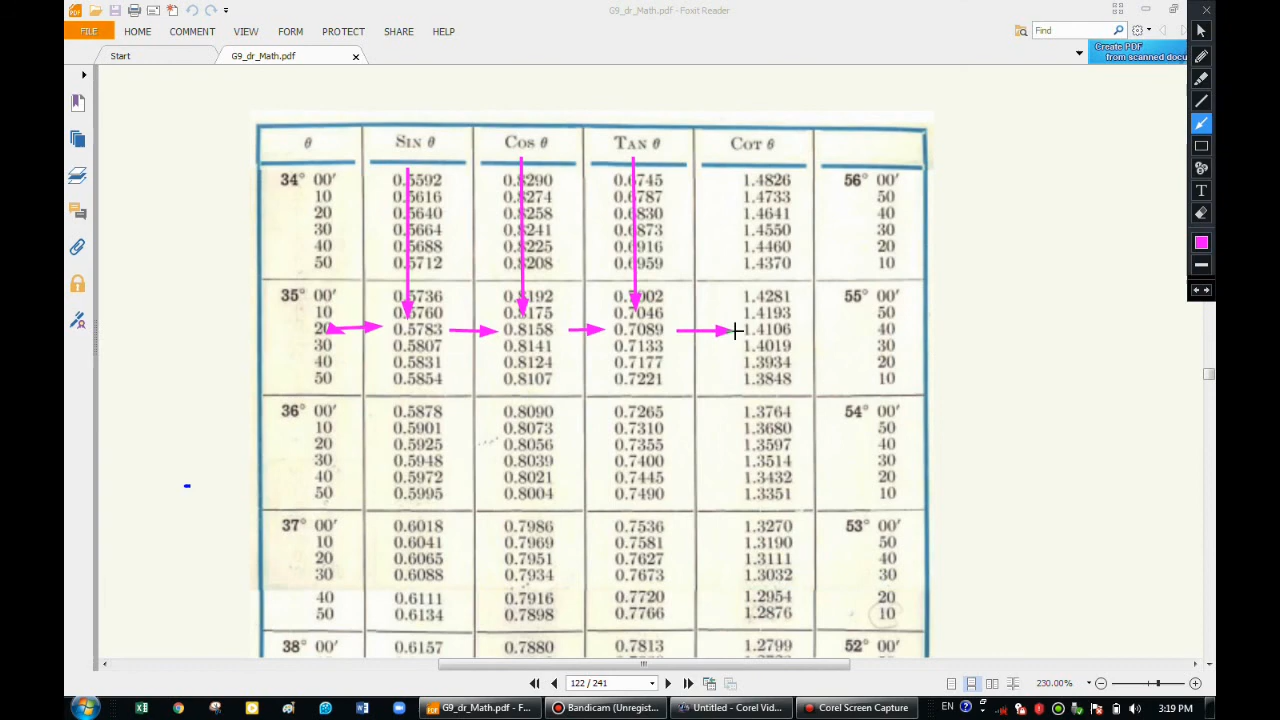 G9_dr_Math.pdf - Foxit Reader
FILE HOME COMMENT VIEW FORM PROTECT SHARE HELP Find
Start G9_dr_Math.pdf Create PDF
from scanned docu
θ SIN θ COS θ TAN θ COT θ
34° 00′ 0.5592 0.8290 0.6745 1.4826 56° 00′
10 0.5616 0.8274 0.6787 1.4733 50
20 0.5640 0.8258 0.6830 1.4641 40
30 0.5664 0.8241 0.6873 1.4550 30
40 0.5688 0.8225 0.6916 1.4460 20
50 0.5712 0.8208 0.6959 1.4370 10
35° 00′ 0.5736 0.8192 0.7002 1.4281 55° 00′
10 0.5760 0.8175 0.7046 1.4193 50
20 0.5783 0.8158 0.7089 1.4106 40
30 0.5807 0.8141 0.7133 1.4019 30
40 0.5831 0.8124 0.7177 1.3934 20
50 0.5854 0.8107 0.7221 1.3848 10
36° 00′ 0.5878 0.8090 0.7265 1.3764 54° 00′
10 0.5901 0.8073 0.7310 1.3680 50
20 0.5925 0.8056 0.7355 1.3597 40
30 0.5948 0.8039 0.7400 1.3514 30
40 0.5972 0.8021 0.7445 1.3432 20
50 0.5995 0.8004 0.7490 1.3351 10
37° 00′ 0.6018 0.7986 0.7536 1.3270 53° 00′
10 0.6041 0.7969 0.7581 1.3190 50
20 0.6065 0.7951 0.7627 1.3111 40
30 0.6088 0.7934 0.7673 1.3032 30
40 0.6111 0.7916 0.7720 1.2954 20
50 0.6134 0.7898 0.7766 1.2876 10
38° 00′ 0.6157 0.7880 0.7813 1.2799 52° 00′
122 / 241 230.00%
G9_dr_Math.pdf - F... Bandicam (Unregist... Untitled - Corel Vide... Corel Screen Capture EN 3:19 PM